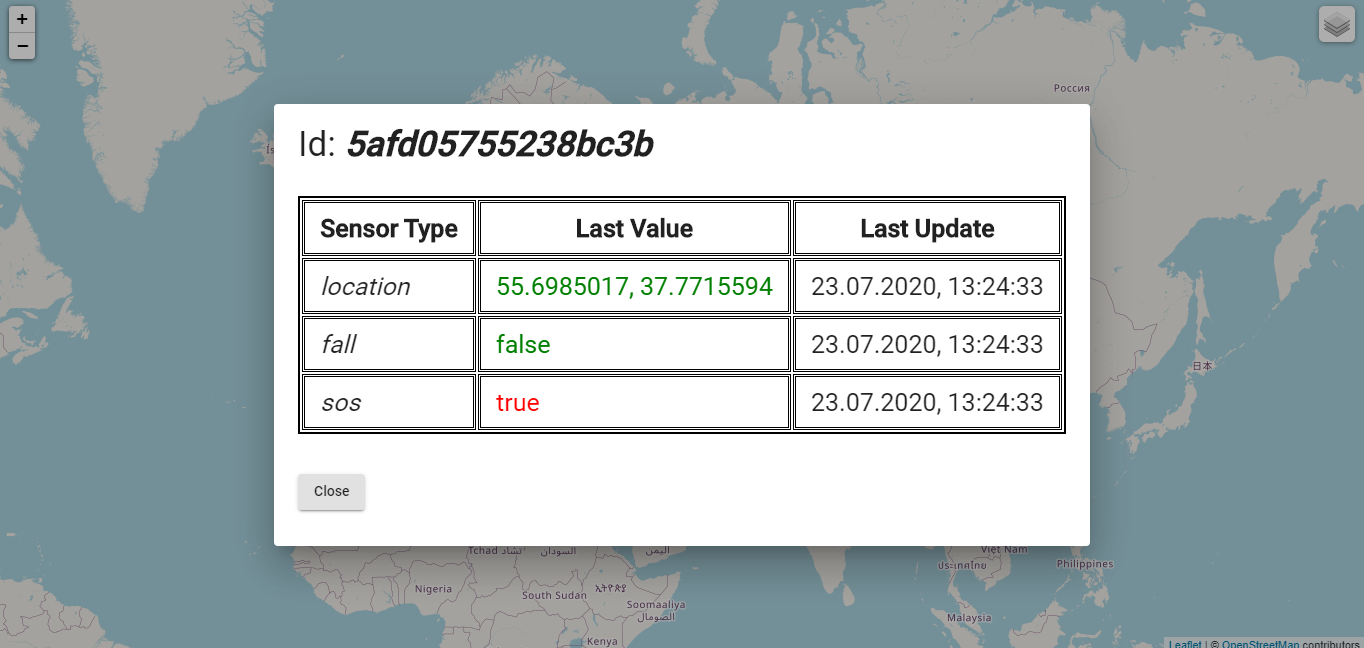 +
−
Россия
Ís
Id: 5afd05755238bc3b
Sensor Type Last Value Last Update
location 55.6985017, 37.7715594 23.07.2020, 13:24:33
fall false 23.07.2020, 13:24:33
sos true 23.07.2020, 13:24:33
日本
Close
Tchad تشاد السودان اليمن Việt Nam
ประเทศไทย Philippines
Nigeria South Sudan ኢትዮጵያ
Soomaaliya
الصومال
Malaysia
Kenya
Leaflet | © OpenStreetMap contributors